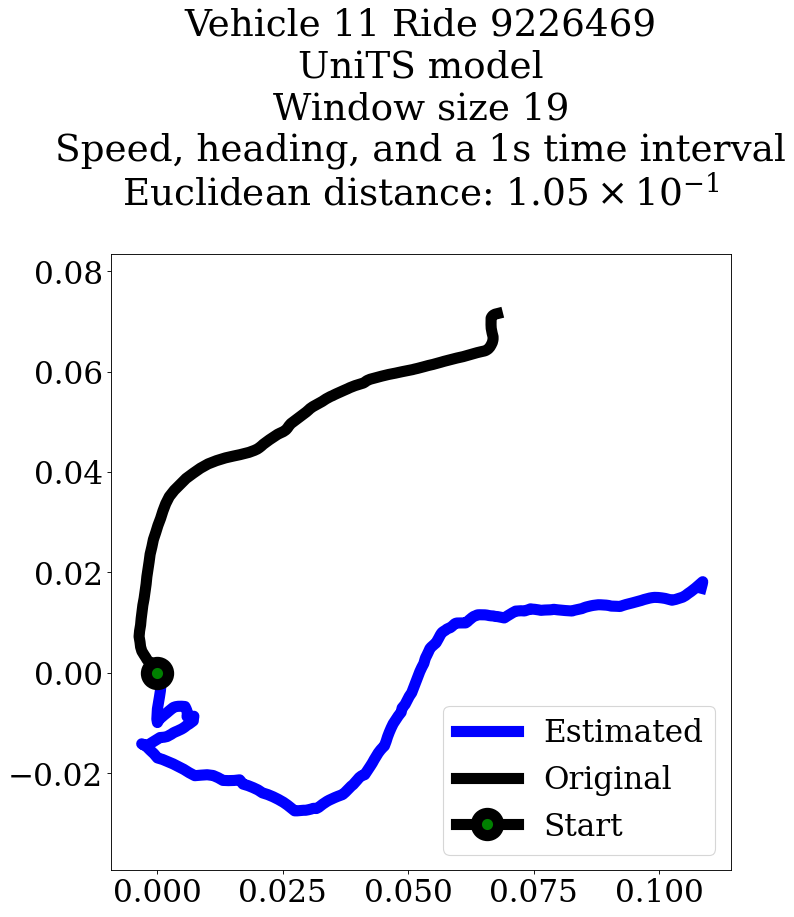 Vehicle 11 Ride 9226469
UniTS model
Window size 19
Speed, heading, and a 1s time interval
Euclidean distance: 1.05 × 10⁻¹
0.08
0.06
0.04
0.02
0.00
−0.02
Estimated
Original
Start
0.000 0.025 0.050 0.075 0.100